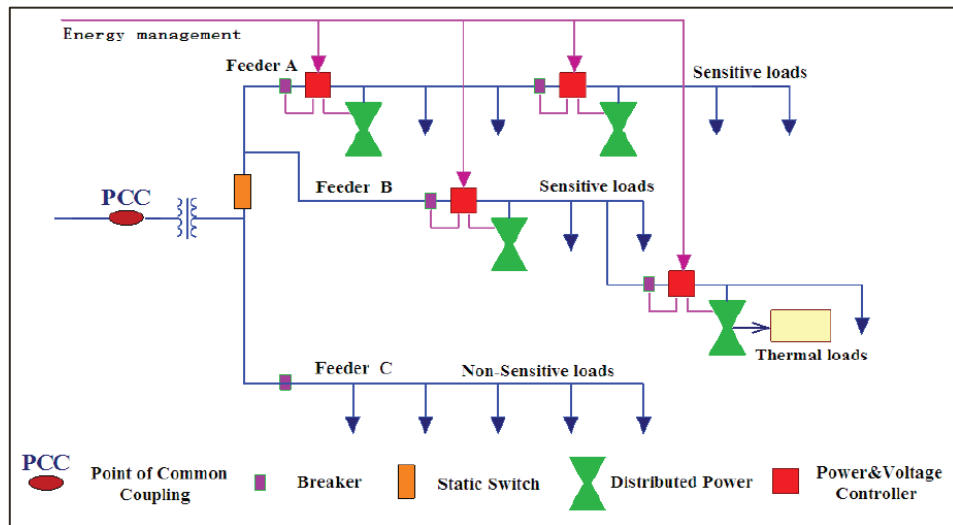 Energy management
Feeder A
Sensitive loads
PCC
Feeder B
Sensitive loads
Thermal loads
Feeder C
Non-Sensitive loads
PCC
Point of Common
Coupling
Breaker
Static Switch
Distributed Power
Power&Voltage
Controller